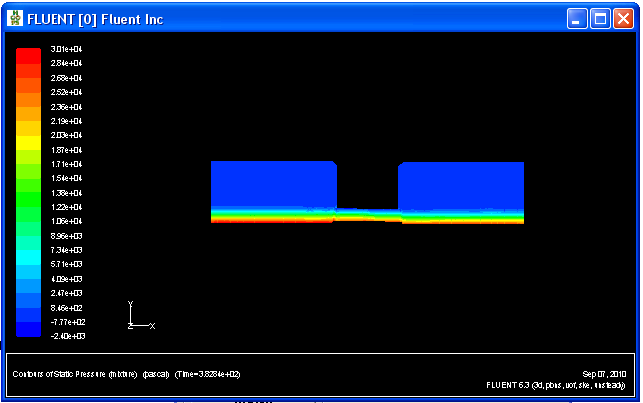 FLUENT [0] Fluent Inc
3.01e+04
2.84e+04
2.68e+04
2.52e+04
2.36e+04
2.19e+04
2.03e+04
1.87e+04
1.71e+04
1.54e+04
1.38e+04
1.22e+04
1.06e+04
8.96e+03
7.34e+03
5.71e+03
4.09e+03
2.47e+03
8.46e+02
-7.77e+02
-2.40e+03
Y
Z X
Contours of Static Pressure (mixture) (pascal) (Time=3.8284e+02)
Sep 07, 2010
FLUENT 6.3 (3d, pbns, vof, ske, unsteady)